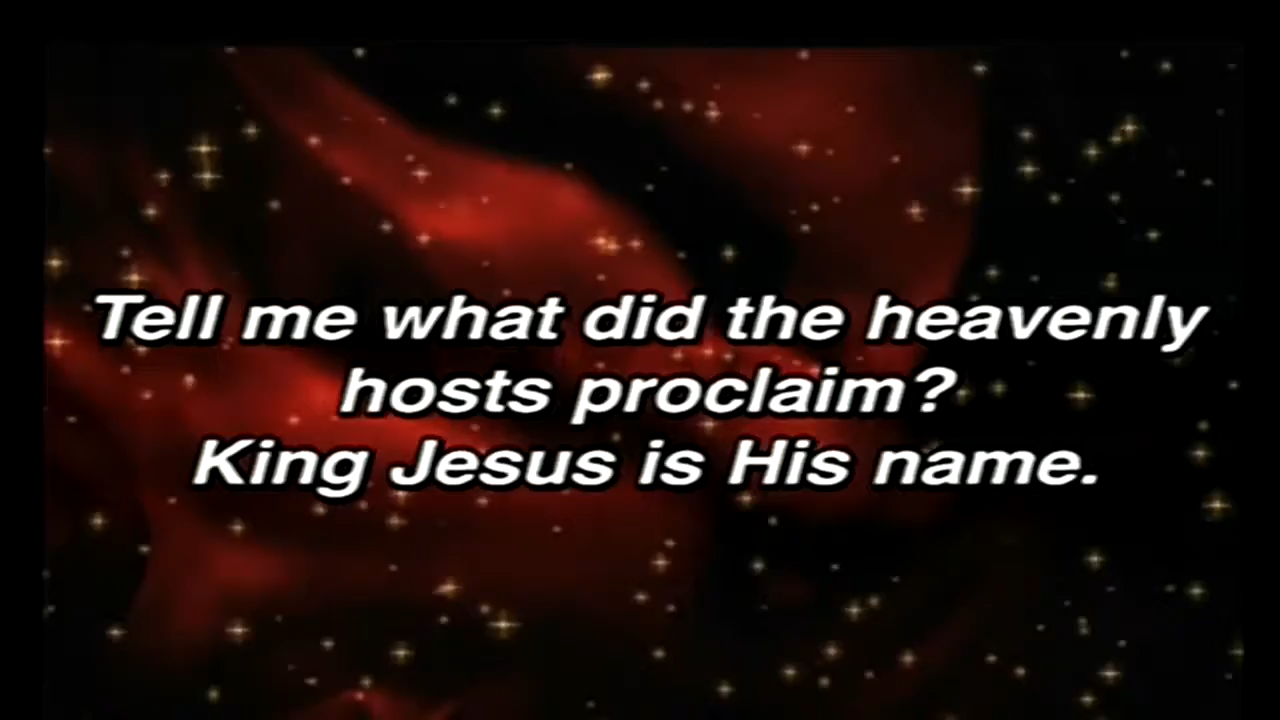 Tell me what did the heavenly
hosts proclaim?
King Jesus is His name.